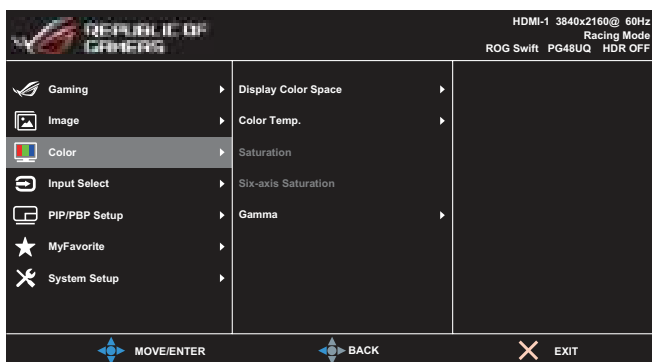 REPUBLIC OF
GAMERS
HDMI-1 3840x2160@ 60Hz
Racing Mode
ROG Swift PG48UQ HDR OFF
Gaming
Image
Color
Input Select
PIP/PBP Setup
MyFavorite
System Setup
Display Color Space
Color Temp.
Saturation
Six-axis Saturation
Gamma
MOVE/ENTER
BACK
EXIT